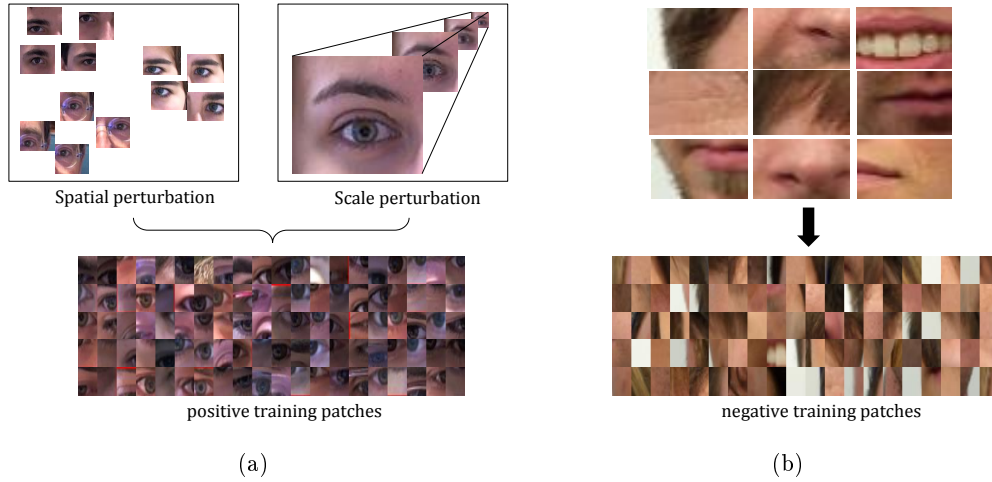 Spatial perturbation
Scale perturbation
positive training patches
negative training patches
(a)
(b)